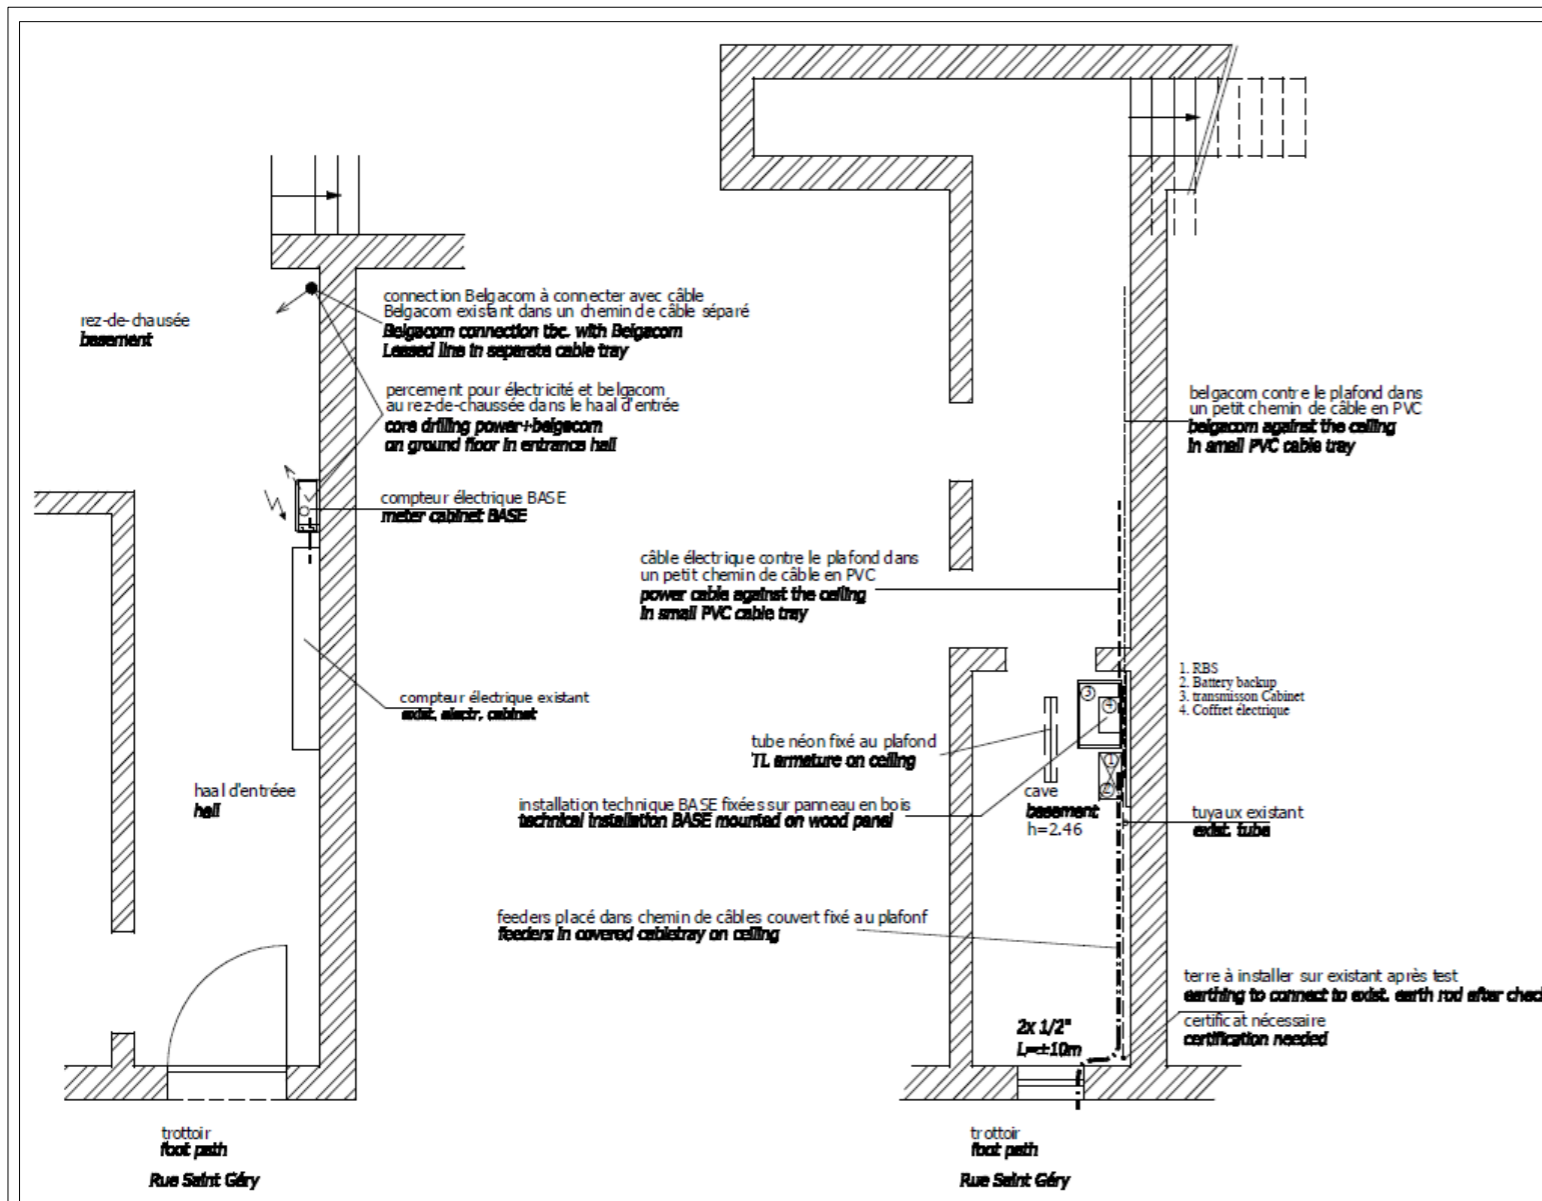 rez-de-chausée
basement
connection Belgacom à connecter avec câble
Belgacom existant dans un chemin de câble séparé
Belgacom connection tbc. with Belgacom
Leased line in separate cable tray
percement pour électricité et belgacom
au rez-de-chaussée dans le haal d'entrée
core drilling power+belgacom
on ground floor in entrance hall
compteur électrique BASE
meter cabinet BASE
compteur électrique existant
exist. electr. cabinet
haal d'entréee
hall
trottoir
foot path
Rue Saint Géry
belgacom contre le plafond dans
un petit chemin de câble en PVC
belgacom against the ceiling
in small PVC cable tray
câble électrique contre le plafond dans
un petit chemin de câble en PVC
power cable against the ceiling
in small PVC cable tray
1. RBS
2. Battery backup
3. transmisson Cabinet
4. Coffret électrique
3
4
1
2
tube néon fixé au plafond
TL armature on ceiling
installation technique BASE fixées sur panneau en bois
technical installation BASE mounted on wood panel
cave
basement
h=2.46
tuyaux existant
exist. tube
feeders placé dans chemin de câbles couvert fixé au plafonf
feeders in covered cabletray on ceiling
terre à installer sur existant après test
earthing to connect to exist. earth rod after chec
certificat nécessaire
certification needed
2x 1/2"
L=±10m
trottoir
foot path
Rue Saint Géry